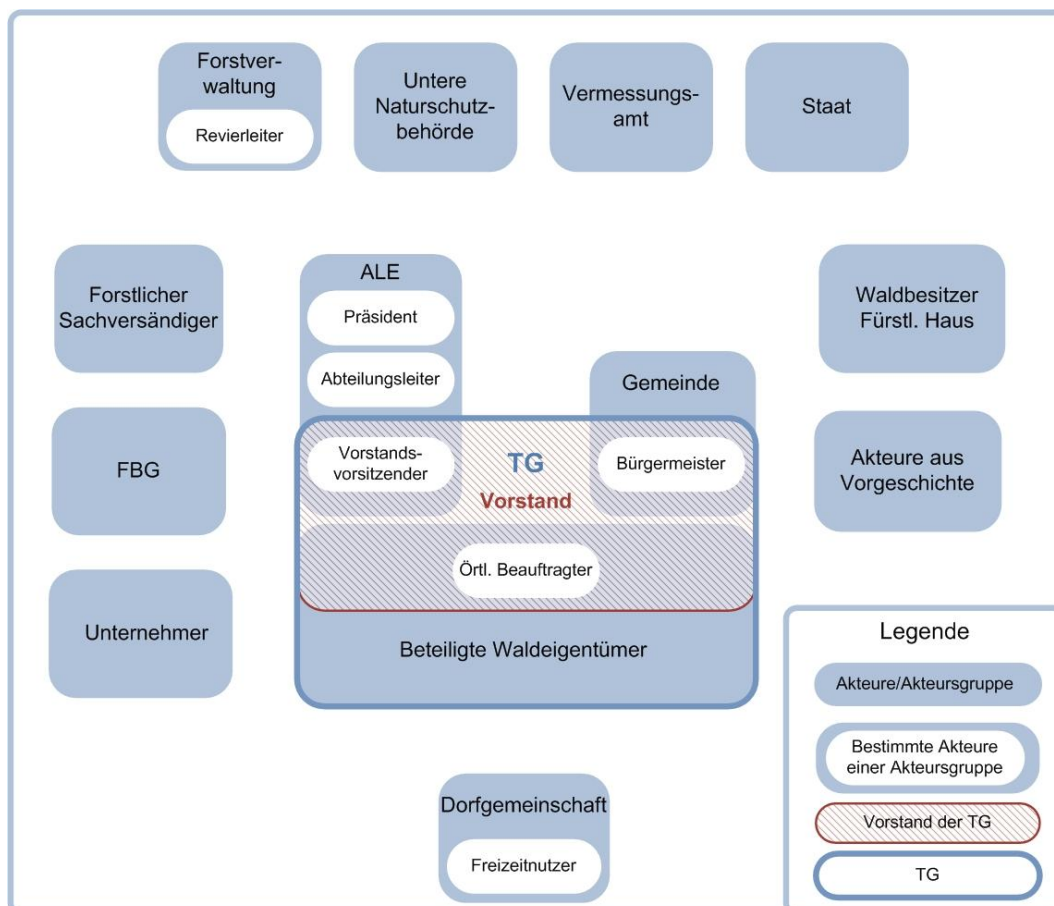 Forstver-
waltung
Revierleiter
Untere
Naturschutz-
behörde
Vermessungs-
amt
Staat
Forstlicher
Sachversändiger
ALE
Präsident
Abteilungsleiter
Waldbesitzer
Fürstl. Haus
Gemeinde
FBG
Vorstands-
vorsitzender
TG
Vorstand
Bürgermeister
Akteure aus
Vorgeschichte
Örtl. Beauftragter
Unternehmer
Beteiligte Waldeigentümer
Dorfgemeinschaft
Freizeitnutzer
Legende
Akteure/Akteursgruppe
Bestimmte Akteure
einer Akteursgruppe
Vorstand der TG
TG